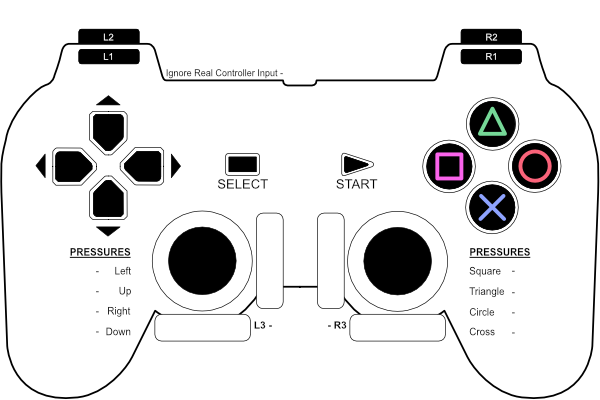 L2
R2
L1
R1
Ignore Real Controller Input -
SELECT
START
PRESSURES
- Left
- Up
- Right
- Down
PRESSURES
Square -
Triangle -
Circle -
Cross -
L3 -
- R3